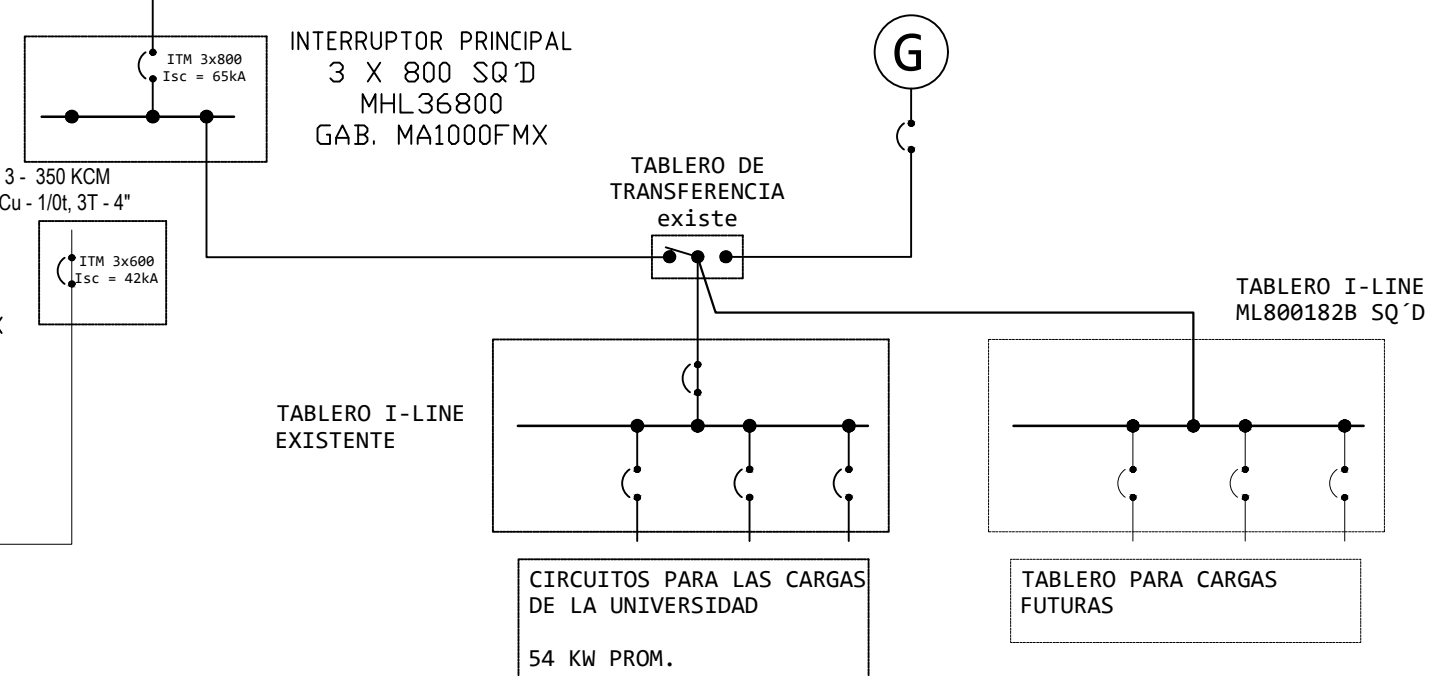 ITM 3x800
Isc = 65kA
INTERRUPTOR PRINCIPAL
3 X 800 SQ´D
MHL36800
GAB. MA1000FMX
G
3 - 350 KCM
Cu - 1/0t, 3T - 4"
ITM 3x600
Isc = 42kA
X
TABLERO DE
TRANSFERENCIA
existe
TABLERO I-LINE
ML800182B SQ´D
TABLERO I-LINE
EXISTENTE
CIRCUITOS PARA LAS CARGAS
DE LA UNIVERSIDAD
54 KW PROM.
TABLERO PARA CARGAS
FUTURAS